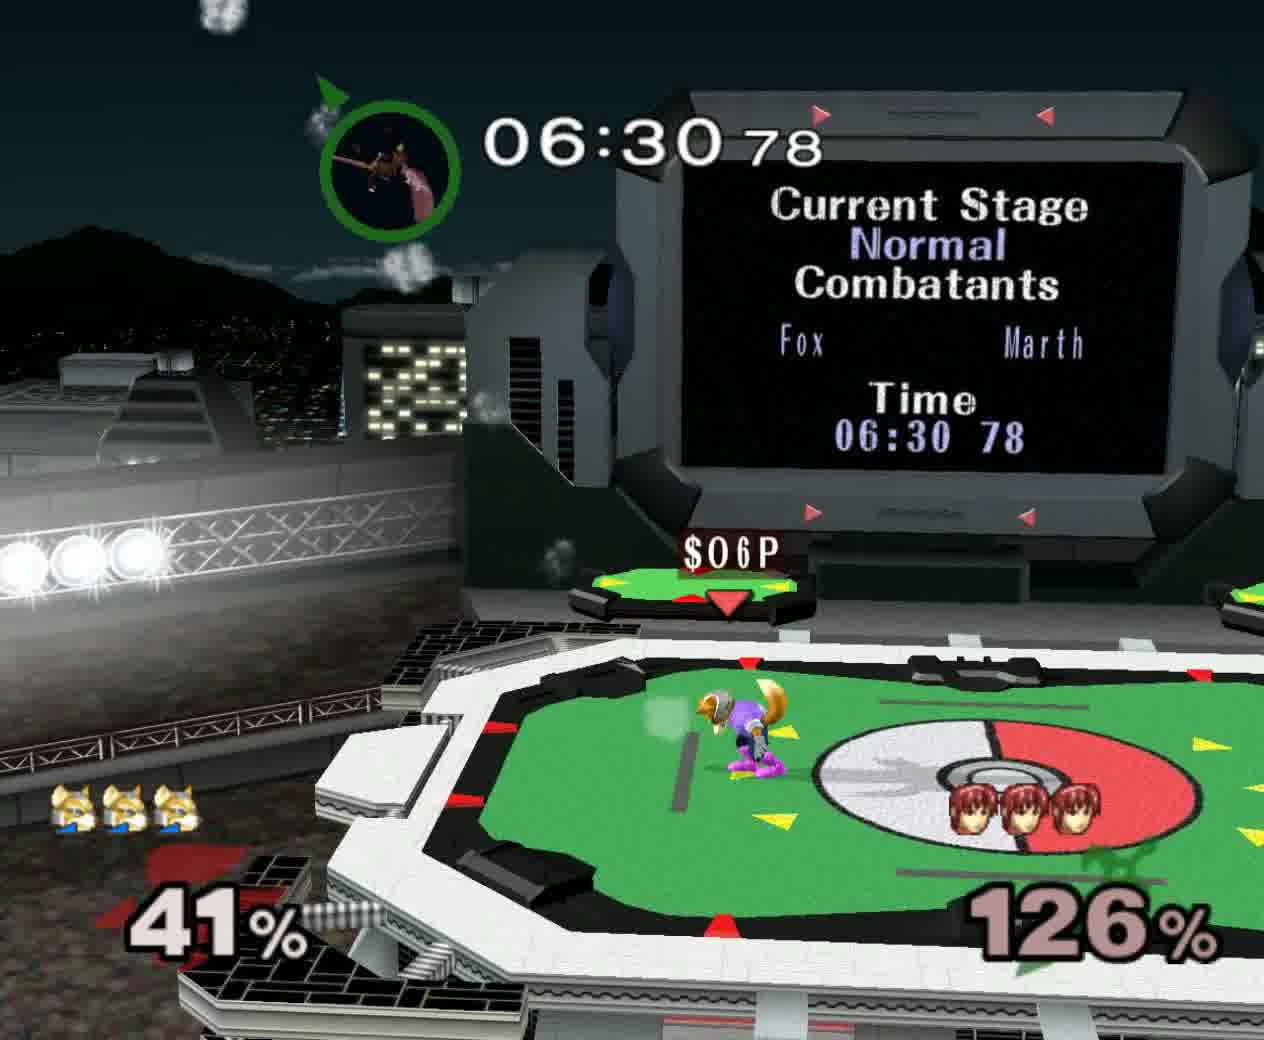 06:30 78
Current Stage
Normal
Combatants
Fox Marth
Time
06:30 78
$06P
41%
126%